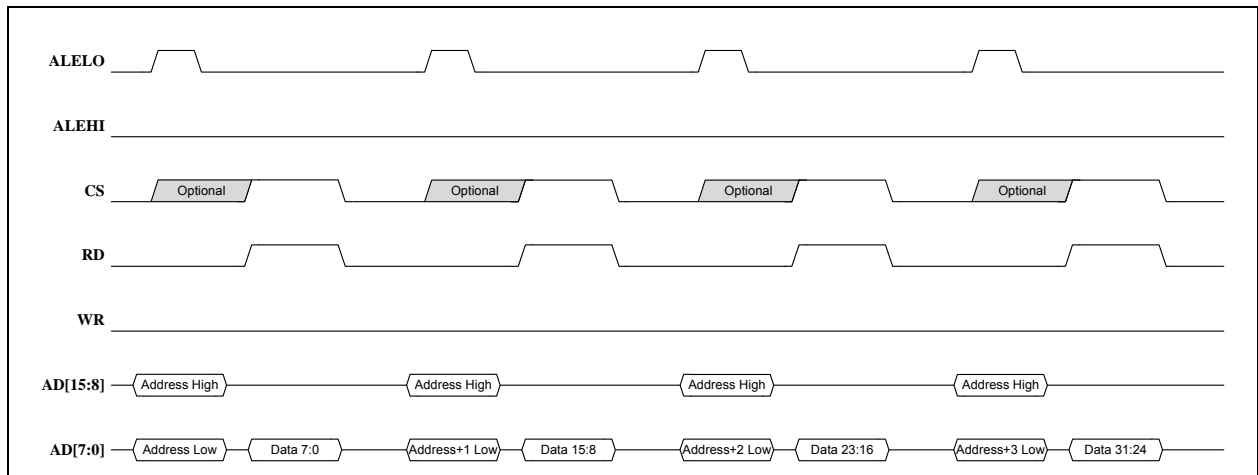 ALELO
ALEHI
CS Optional Optional Optional Optional
RD
WR
AD[15:8] Address High Address High Address High Address High
AD[7:0] Address Low Data 7:0 Address+1 Low Data 15:8 Address+2 Low Data 23:16 Address+3 Low Data 31:24